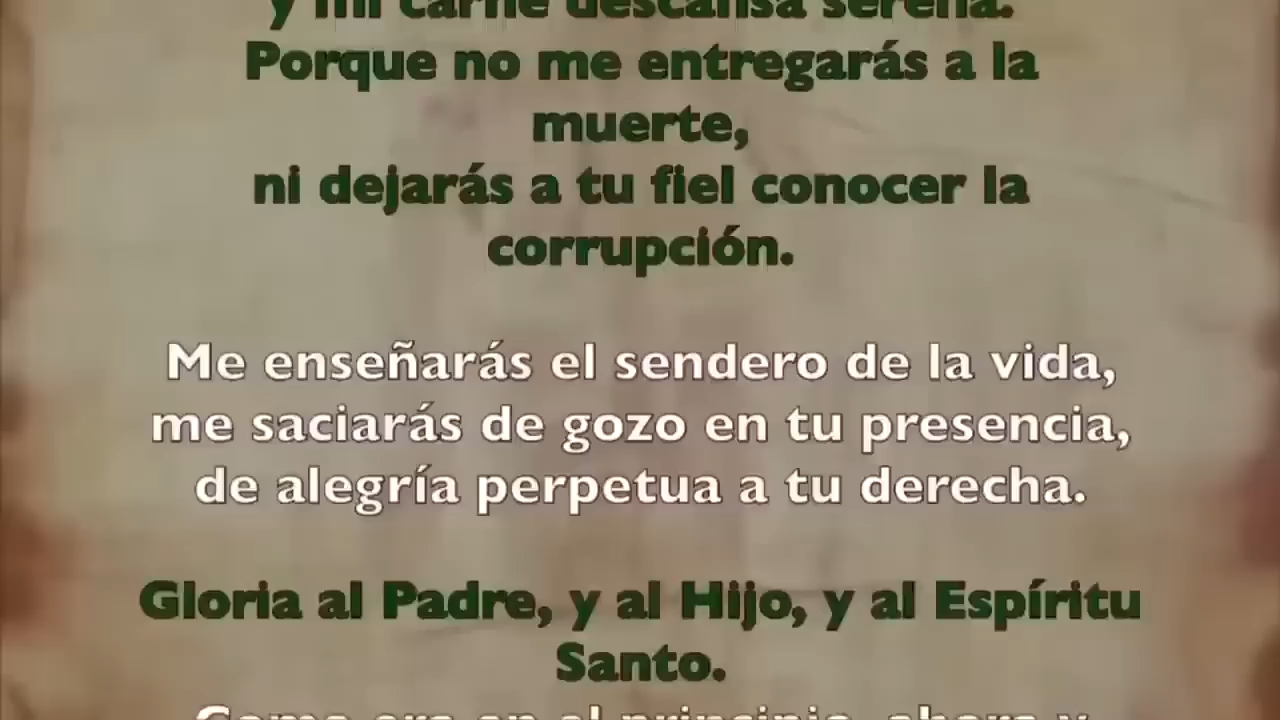 y mi carne descansa serena.
Porque no me entregarás a la
muerte,
ni dejarás a tu fiel conocer la
corrupción.
Me enseñarás el sendero de la vida,
me saciarás de gozo en tu presencia,
de alegría perpetua a tu derecha.
Gloria al Padre, y al Hijo, y al Espíritu
Santo.
Como era en el principio, ahora y